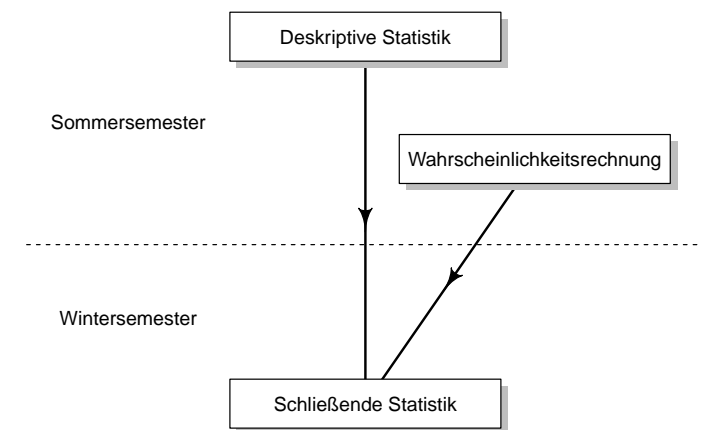 Deskriptive Statistik
Sommersemester
Wahrscheinlichkeitsrechnung
Wintersemester
Schließende Statistik